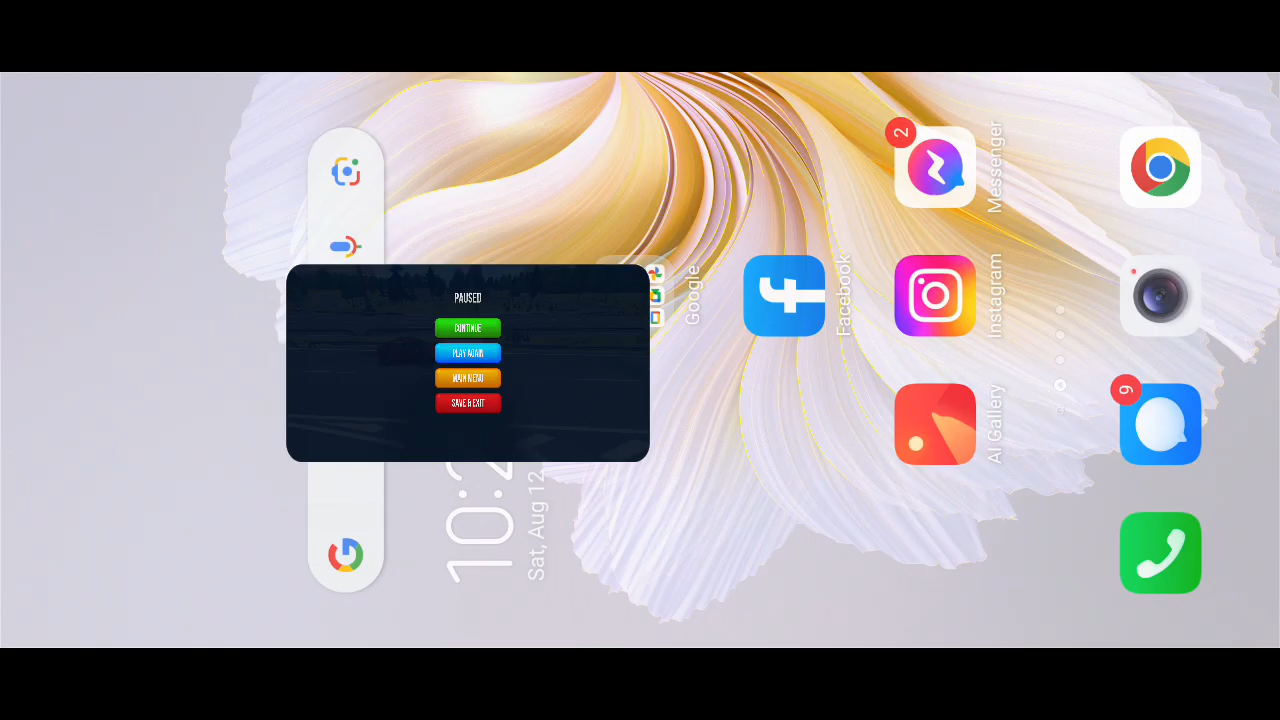 PAUSED
CONTINUE
PLAY AGAIN
MAIN MENU
SAVE & EXIT
10:2
Sat, Aug 12
Google
Facebook
2
Messenger
Instagram
AI Gallery
9